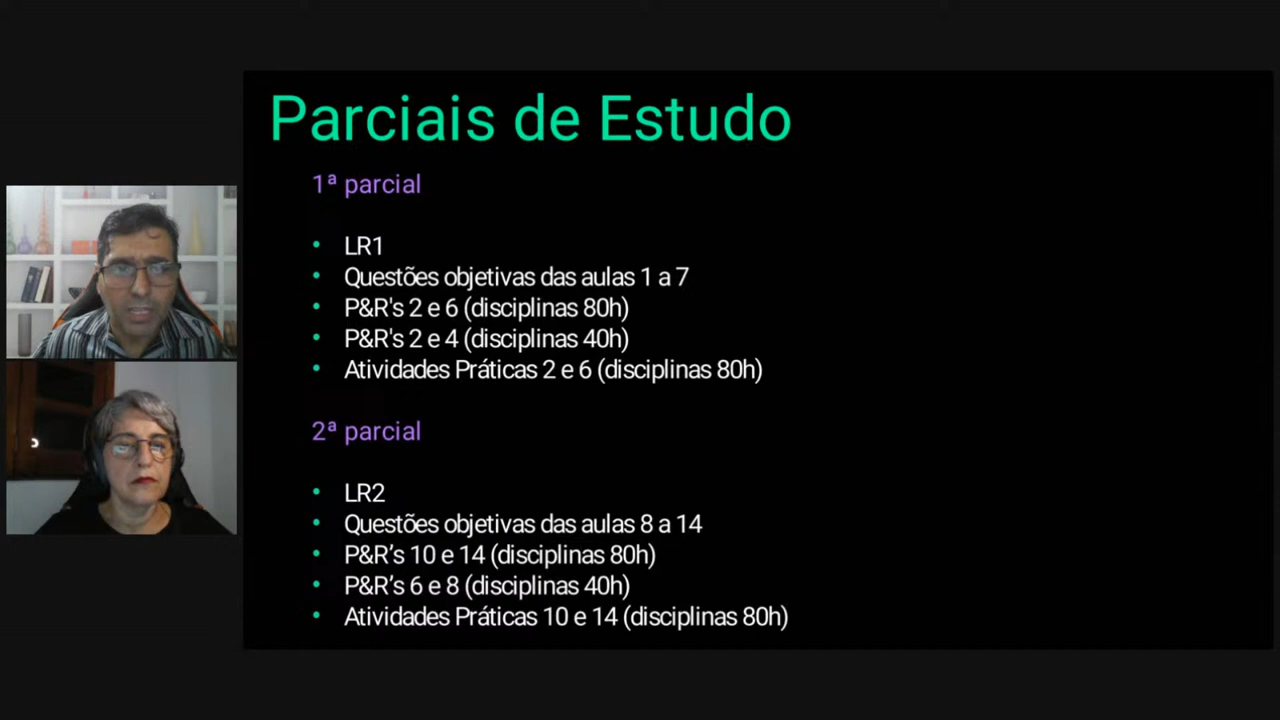 Parciais de Estudo
1ª parcial
• LR1
• Questões objetivas das aulas 1 a 7
• P&R's 2 e 6 (disciplinas 80h)
• P&R's 2 e 4 (disciplinas 40h)
• Atividades Práticas 2 e 6 (disciplinas 80h)
2ª parcial
• LR2
• Questões objetivas das aulas 8 a 14
• P&R’s 10 e 14 (disciplinas 80h)
• P&R’s 6 e 8 (disciplinas 40h)
• Atividades Práticas 10 e 14 (disciplinas 80h)